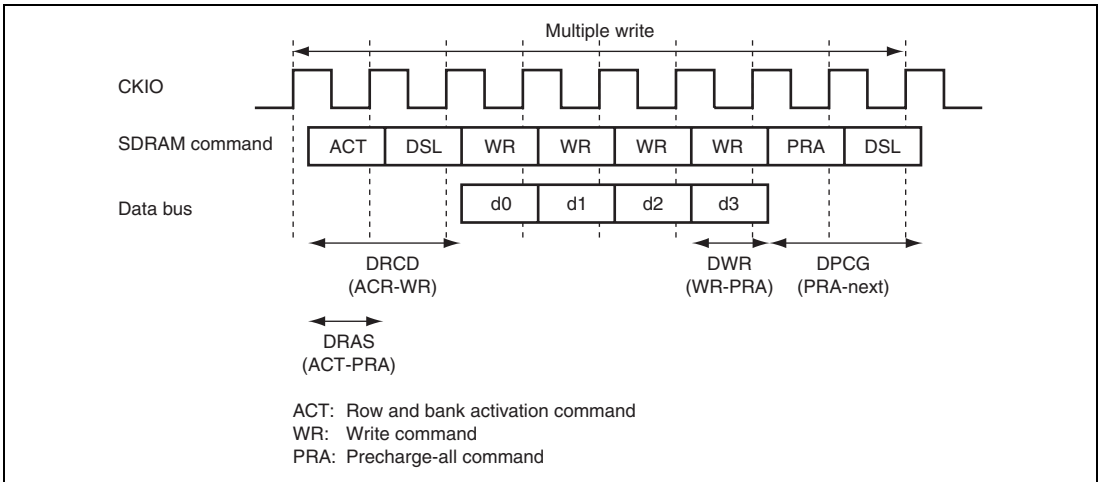 Multiple write
CKIO
SDRAM command ACT DSL WR WR WR WR PRA DSL
Data bus d0 d1 d2 d3
DRCD DWR DPCG
(ACR-WR) (WR-PRA) (PRA-next)
DRAS
(ACT-PRA)
ACT: Row and bank activation command
WR: Write command
PRA: Precharge-all command